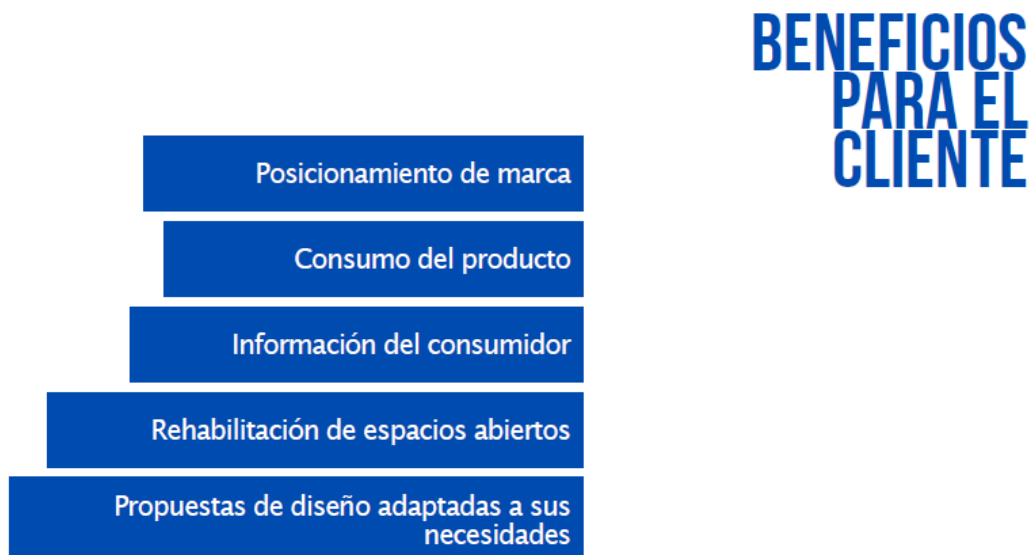 BENEFICIOS
PARA EL
CLIENTE
Posicionamiento de marca
Consumo del producto
Información del consumidor
Rehabilitación de espacios abiertos
Propuestas de diseño adaptadas a sus
necesidades